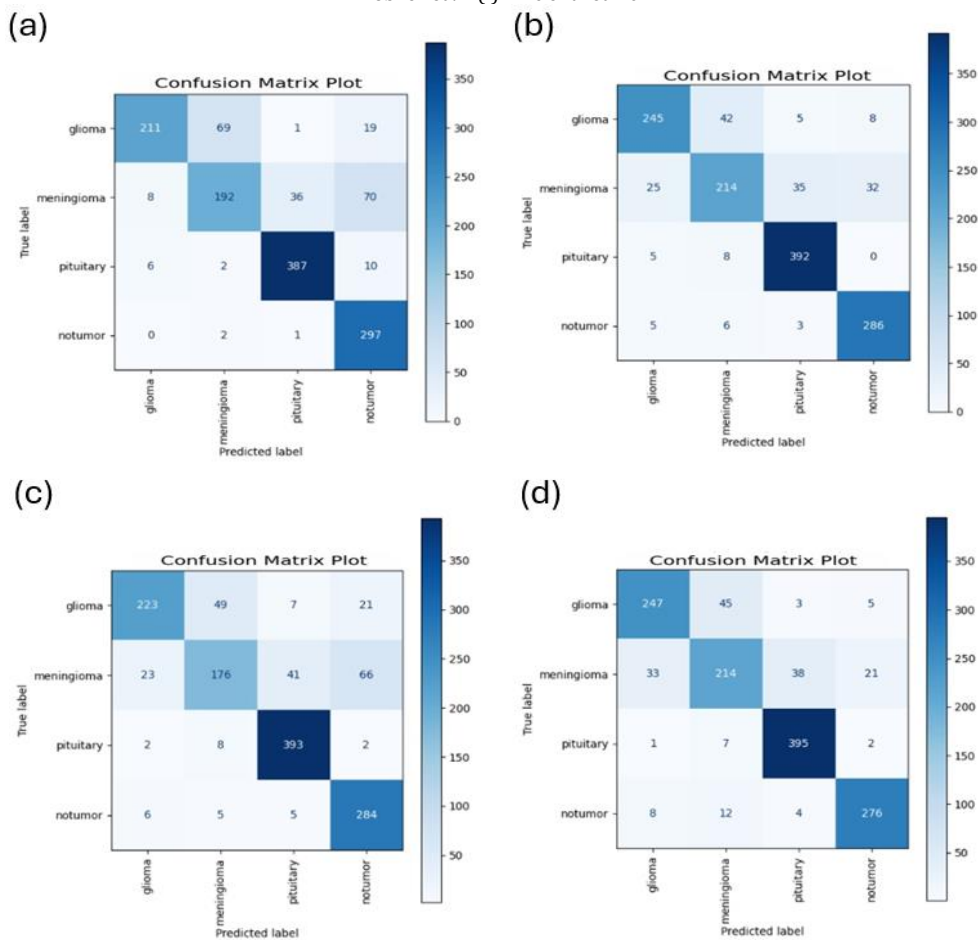 (a)
(b)
Confusion Matrix Plot
True label
glioma 211 69 1 19
meningioma 8 192 36 70
pituitary 6 2 387 10
notumor 0 2 1 297
glioma meningioma pituitary notumor
Predicted label
350
300
250
200
150
100
50
0
Confusion Matrix Plot
True label
glioma 245 42 5 8
meningioma 25 214 35 32
pituitary 5 8 392 0
notumor 5 6 3 286
glioma meningioma pituitary notumor
Predicted label
350
300
250
200
150
100
50
0
(c)
(d)
Confusion Matrix Plot
True label
glioma 223 49 7 21
meningioma 23 176 41 66
pituitary 2 8 393 2
notumor 6 5 5 284
glioma meningioma pituitary notumor
Predicted label
350
300
250
200
150
100
50
Confusion Matrix Plot
True label
glioma 247 45 3 5
meningioma 33 214 38 21
pituitary 1 7 395 2
notumor 8 12 4 276
glioma meningioma pituitary notumor
Predicted label
350
300
250
200
150
100
50